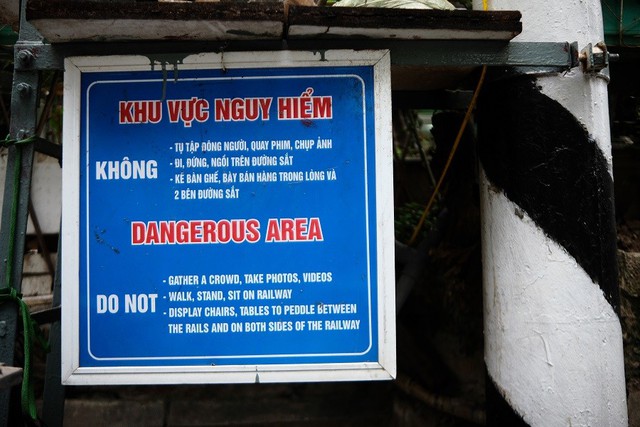 KHU VỰC NGUY HIỂM
KHÔNG
- TỤ TẬP ĐÔNG NGƯỜI, QUAY PHIM, CHỤP ẢNH
- ĐI, ĐỨNG, NGỒI TRÊN ĐƯỜNG SẮT
- KÊ BÀN GHẾ, BÀY BÁN HÀNG TRONG LÒNG VÀ
2 BÊN ĐƯỜNG SẮT
DANGEROUS AREA
DO NOT
- GATHER A CROWD, TAKE PHOTOS, VIDEOS
- WALK, STAND, SIT ON RAILWAY
- DISPLAY CHAIRS, TABLES TO PEDDLE BETWEEN
THE RAILS AND ON BOTH SIDES OF THE RAILWAY